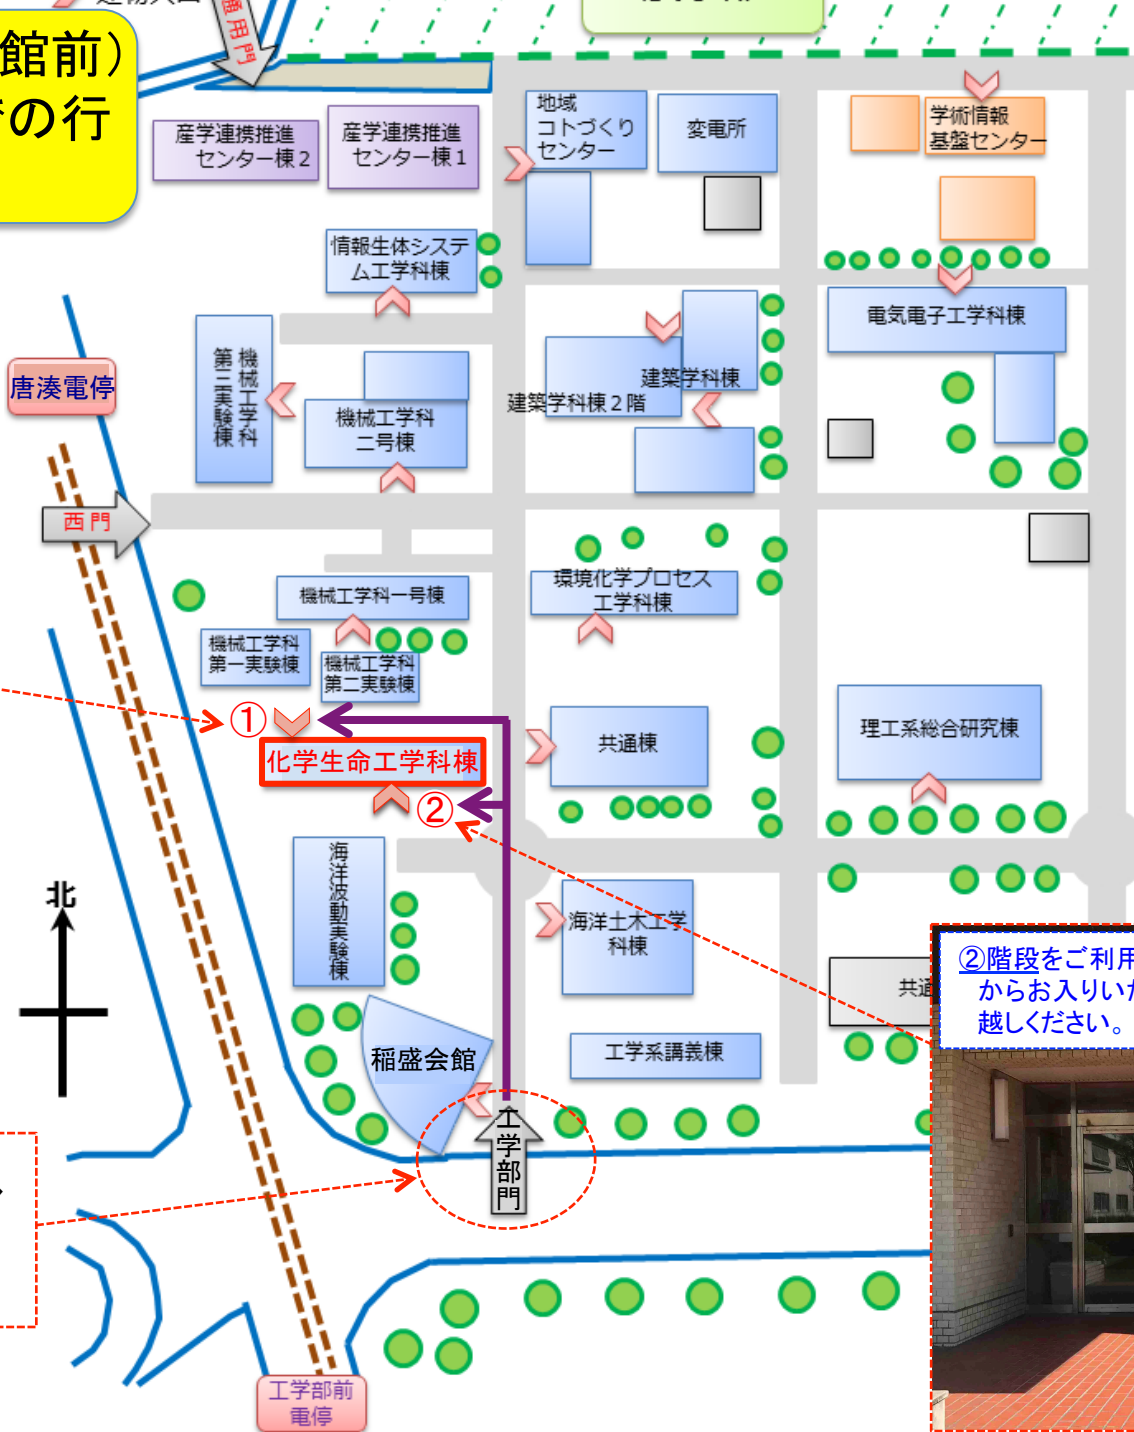 通用門
館前）
の行
産学連携推進
センター棟２
産学連携推進
センター棟１
地域
コトづくり
センター
変電所
学術情報
基盤センター
情報生体システ
ム工学科棟
電気電子工学科棟
機械工学科
第三実験棟
唐湊電停
建築学科棟
建築学科棟２階
機械工学科
二号棟
西門
環境化学プロセス
工学科棟
機械工学科一号棟
機械工学科
第一実験棟
機械工学科
第二実験棟
①
化学生命工学科棟
②
共通棟
理工系総合研究棟
海洋波動実験棟
北
海洋土木工学
科棟
共通
②階段をご利用
からお入りいた
越しください。
稲盛会館
工学系講義棟
工学部門
工学部前
電停